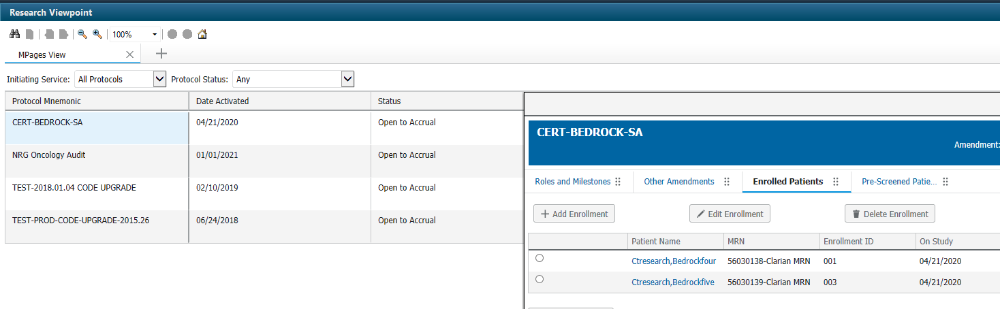 Research Viewpoint
100%
MPages View
Initiating Service: All Protocols Protocol Status: Any
Protocol Mnemonic Date Activated Status
CERT-BEDROCK-SA 04/21/2020 Open to Accrual
NRG Oncology Audit 01/01/2021 Open to Accrual
TEST-2018.01.04 CODE UPGRADE 02/10/2019 Open to Accrual
TEST-PROD-CODE-UPGRADE-2015.26 06/24/2018 Open to Accrual
CERT-BEDROCK-SA
Amendment:
Roles and Milestones Other Amendments Enrolled Patients Pre-Screened Patie...
Add Enrollment Edit Enrollment Delete Enrollment
Patient Name MRN Enrollment ID On Study
Ctresearch,Bedrockfour 56030138-Clarian MRN 001 04/21/2020
Ctresearch,Bedrockfive 56030139-Clarian MRN 003 04/21/2020